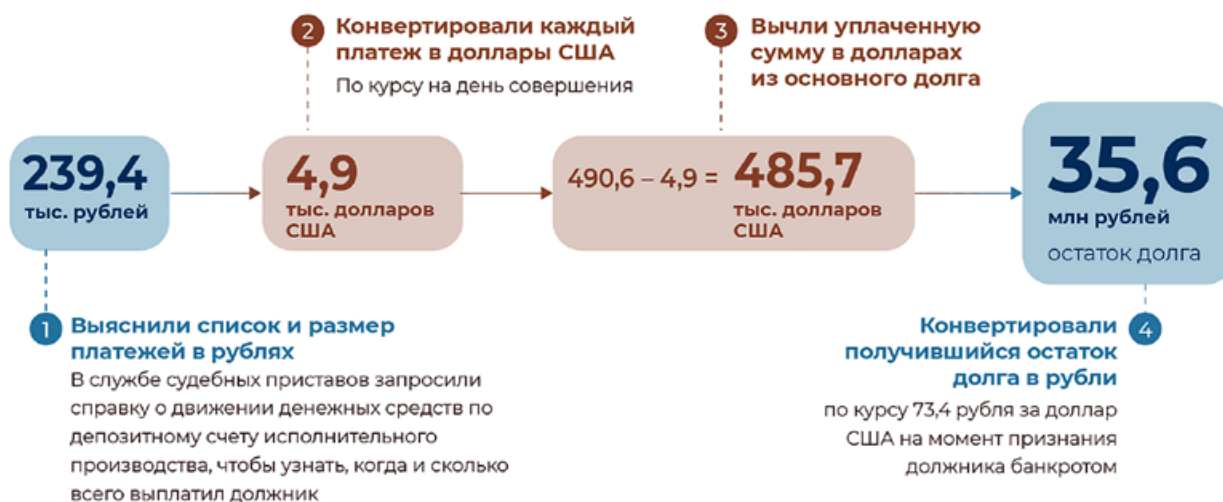 2 Конвертировали каждый
платеж в доллары США
По курсу на день совершения
3 Вычли уплаченную
сумму в долларах
из основного долга
239,4
тыс. рублей
4,9
тыс. долларов
США
490,6 – 4,9 = 485,7
тыс. долларов
США
35,6
млн рублей
остаток долга
1 Выяснили список и размер
платежей в рублях
В службе судебных приставов запросили
справку о движении денежных средств по
депозитному счету исполнительного
производства, чтобы узнать, когда и сколько
всего выплатил должник
Конвертировали 4
получившийся остаток
долга в рубли
по курсу 73,4 рубля за доллар
США на момент признания
должника банкротом